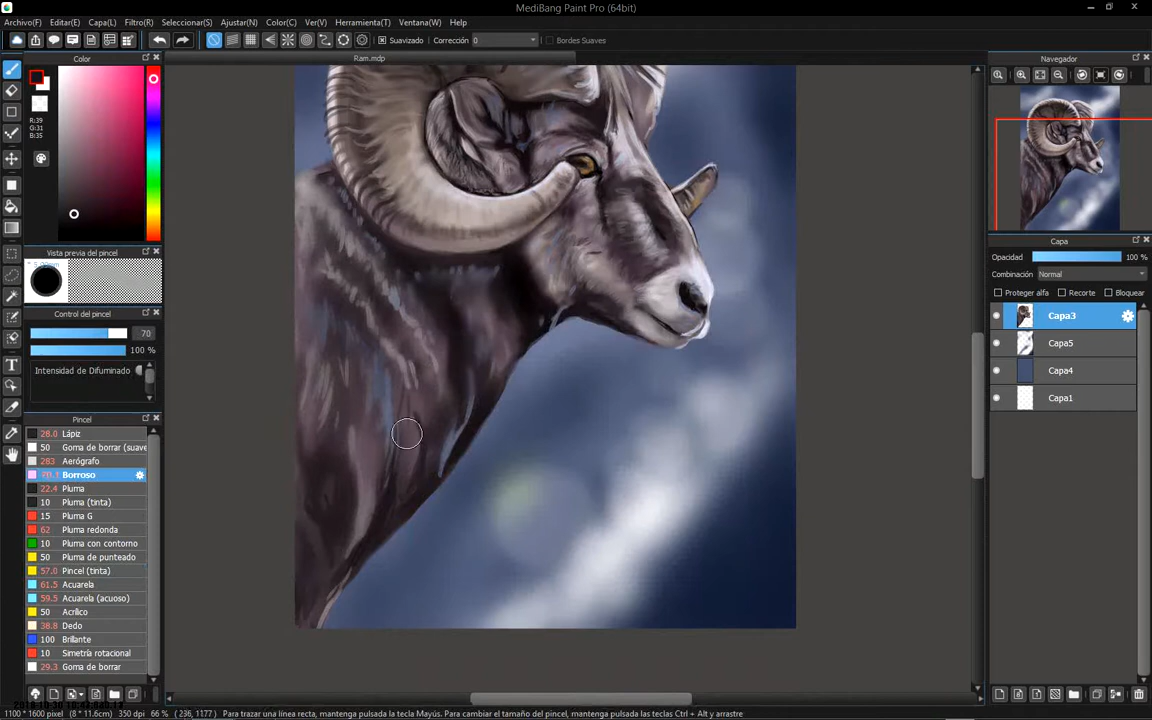 MediBang Paint Pro (64bit)
Archivo(F) Editar(E) Capa(L) Filtro(R) Seleccionar(S) Ajustar(N) Color(C) Ver(V) Herramienta(T) Ventana(W) Help
Suavizado Corrección 0 Bordes Suaves
Color
Ram.mdp
Navegador
R:39
G:31
B:35
Capa
Opacidad 100 %
Combinación Normal
Proteger alfa Recorte Bloquear
Capa3
Capa5
Capa4
Capa1
Vista previa del pincel
Control del pincel
70
100 %
Intensidad de Difuminado
Pincel
28.0 Lápiz
50 Goma de borrar (suave
283 Aerógrafo
70.1 Borroso
22.4 Pluma
10 Pluma (tinta)
15 Pluma G
62 Pluma redonda
10 Pluma con contorno
50 Pluma de punteado
57.0 Pincel (tinta)
61.5 Acuarela
59.5 Acuarela (acuoso)
50 Acrílico
38.8 Dedo
100 Brillante
10 Simetría rotacional
29.3 Goma de borrar
1100 * 1600 pixel (8 * 11.6cm) 350 dpi 66 % ( 236, 1177) Para trazar una línea recta, mantenga pulsada la tecla Mayús. Para cambiar el tamaño del pincel, mantenga pulsadas las teclas Ctrl + Alt y arrastre